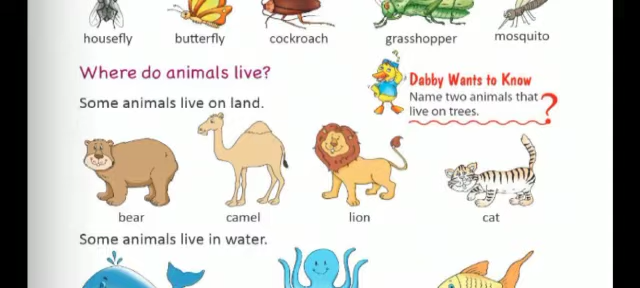 housefly butterfly cockroach grasshopper mosquito
Where do animals live?
Some animals live on land.
Dabby Wants to Know
Name two animals that
live on trees. ?
bear camel lion cat
Some animals live in water.